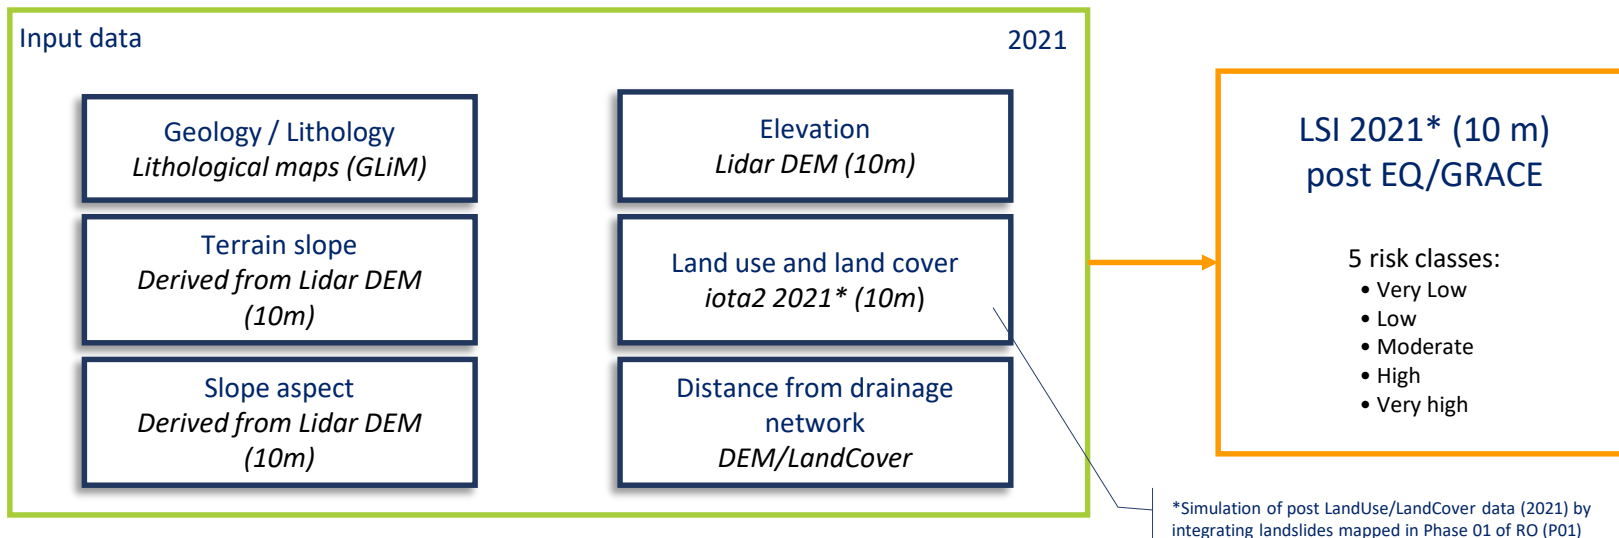 Input data
2021
Geology / Lithology
Lithological maps (GLiM)
Terrain slope
Derived from Lidar DEM
(10m)
Slope aspect
Derived from Lidar DEM
(10m)
Elevation
Lidar DEM (10m)
Land use and land cover
iota2 2021* (10m)
Distance from drainage
network
DEM/LandCover
LSI 2021* (10 m)
post EQ/GRACE
5 risk classes:
• Very Low
• Low
• Moderate
• High
• Very high
*Simulation of post LandUse/LandCover data (2021) by
integrating landslides mapped in Phase 01 of RO (P01)